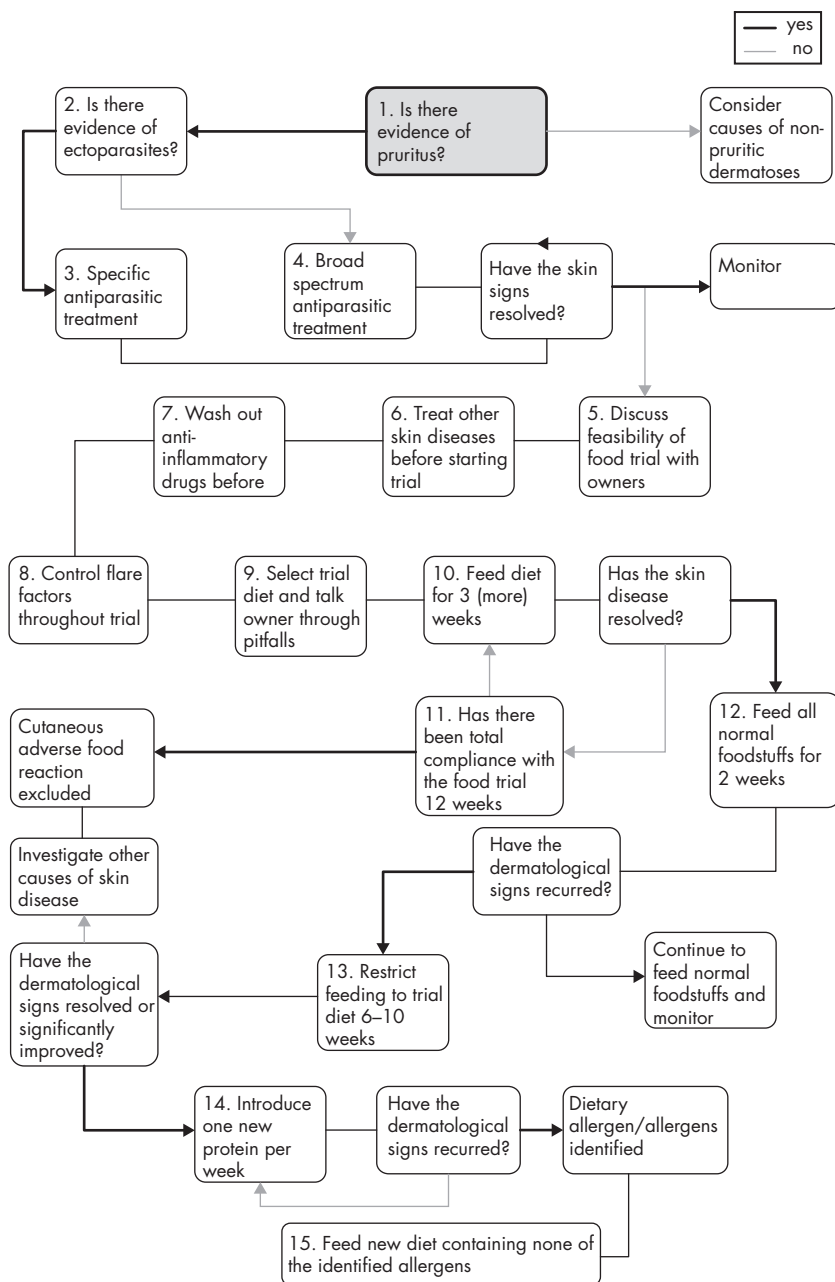 yes
no
2. Is there
evidence of
ectoparasites?
1. Is there
evidence of
pruritus?
Consider
causes of non-
pruritic
dermatoses
3. Specific
antiparasitic
treatment
4. Broad
spectrum
antiparasitic
treatment
Have the skin
signs
resolved?
Monitor
7. Wash out
anti-
inflammatory
drugs before
6. Treat other
skin diseases
before starting
trial
5. Discuss
feasibility of
food trial with
owners
8. Control flare
factors
throughout trial
9. Select trial
diet and talk
owner through
pitfalls
10. Feed diet
for 3 (more)
weeks
Has the skin
disease
resolved?
Cutaneous
adverse food
reaction
excluded
11. Has there
been total
compliance with
the food trial
12 weeks
12. Feed all
normal
foodstuffs for
2 weeks
Investigate other
causes of skin
disease
Have the
dermatological
signs recurred?
Have the
dermatological
signs resolved or
significantly
improved?
13. Restrict
feeding to trial
diet 6–10
weeks
Continue to
feed normal
foodstuffs and
monitor
14. Introduce
one new
protein per
week
Have the
dermatological
signs recurred?
Dietary
allergen/allergens
identified
15. Feed new diet containing none of
the identified allergens